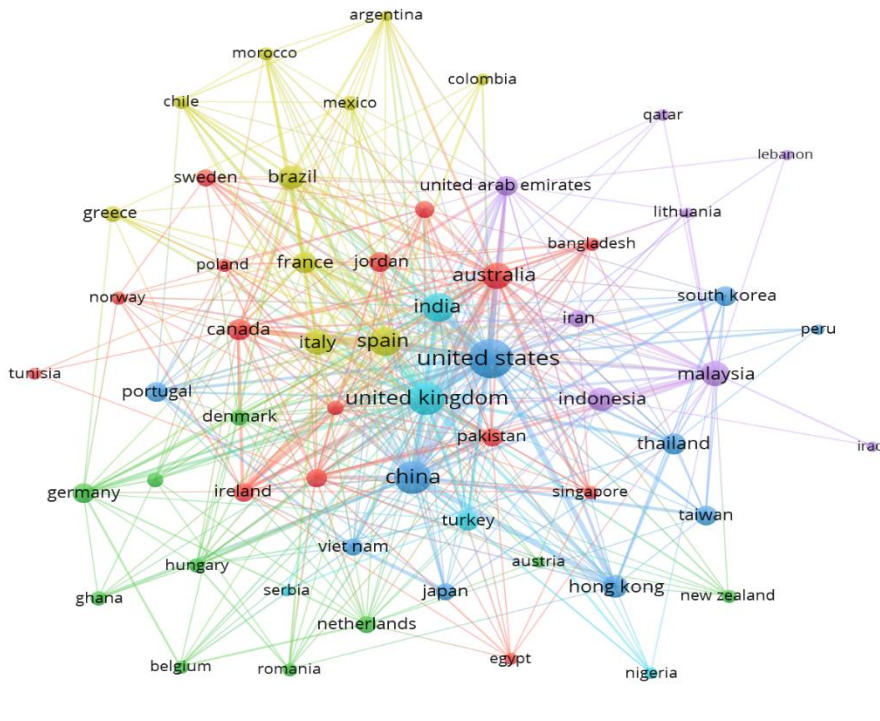 argentina
morocco
colombia
chile
mexico
qatar
lebanon
sweden
brazil
united arab emirates
greece
lithuania
bangladesh
poland
france
jordan
australia
norway
india
iran
south korea
canada
italy
spain
peru
united states
tunisia
malaysia
portugal
united kingdom
indonesia
denmark
pakistan
thailand
iraq
china
germany
ireland
singapore
turkey
taiwan
viet nam
hungary
austria
serbia
japan
hong kong
ghana
new zealand
netherlands
egypt
belgium
romania
nigeria